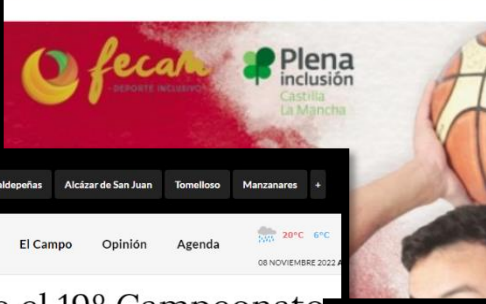 fecam
DEPORTE INCLUSIVO
Plena
inclusión
Castilla
La Mancha
Alcázar de San Juan Tomelloso Manzanares +
El Campo Opinión Agenda
20°C 6°C
08 NOVIEMBRE 2022
el 19º Campeonato